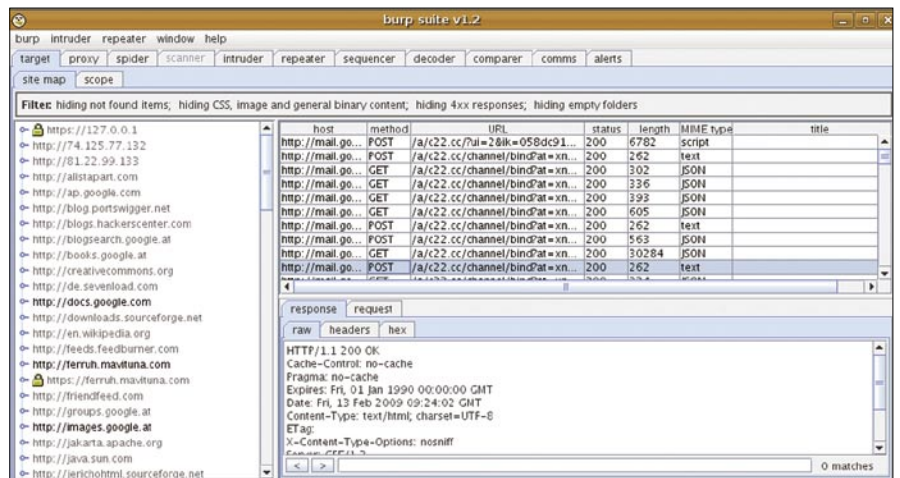 burp suite v1.2
burp intruder repeater window help
target proxy spider scanner intruder repeater sequencer decoder comparer comms alerts
site map scope
Filter: hiding not found items; hiding CSS, image and general binary content; hiding 4xx responses; hiding empty folders
https://127.0.0.1
http://74.125.77.132
http://81.22.99.133
http://alistapart.com
http://ap.google.com
http://blog.portswigger.net
http://blogs.hackerscenter.com
http://blogsearch.google.at
http://books.google.at
http://creativecommons.org
http://de.sevenload.com
http://docs.google.com
http://downloads.sourceforge.net
http://en.wikipedia.org
http://feeds.feedburner.com
http://ferruh.mavituna.com
https://ferruh.mavituna.com
http://friendfeed.com
http://groups.google.at
http://images.google.at
http://jakarta.apache.org
http://java.sun.com
http://jerichohtml.sourceforge.net
host method URL status length MIME type title
http://mail.go... POST /a/c22.cc/?ui=2&ik=058dc91... 200 6782 script
http://mail.go... POST /a/c22.cc/channel/bind?at=xn... 200 262 text
http://mail.go... GET /a/c22.cc/channel/bind?at=xn... 200 302 JSON
http://mail.go... GET /a/c22.cc/channel/bind?at=xn... 200 336 JSON
http://mail.go... GET /a/c22.cc/channel/bind?at=xn... 200 393 JSON
http://mail.go... GET /a/c22.cc/channel/bind?at=xn... 200 605 JSON
http://mail.go... POST /a/c22.cc/channel/bind?at=xn... 200 262 text
http://mail.go... POST /a/c22.cc/channel/bind?at=xn... 200 563 JSON
http://mail.go... GET /a/c22.cc/channel/bind?at=xn... 200 30284 JSON
http://mail.go... POST /a/c22.cc/channel/bind?at=xn... 200 262 text
response request
raw headers hex
HTTP/1.1 200 OK
Cache-Control: no-cache
Pragma: no-cache
Expires: Fri, 01 Jan 1990 00:00:00 GMT
Date: Fri, 13 Feb 2009 09:24:02 GMT
Content-Type: text/html; charset=UTF-8
ETag:
X-Content-Type-Options: nosniff
< > 0 matches